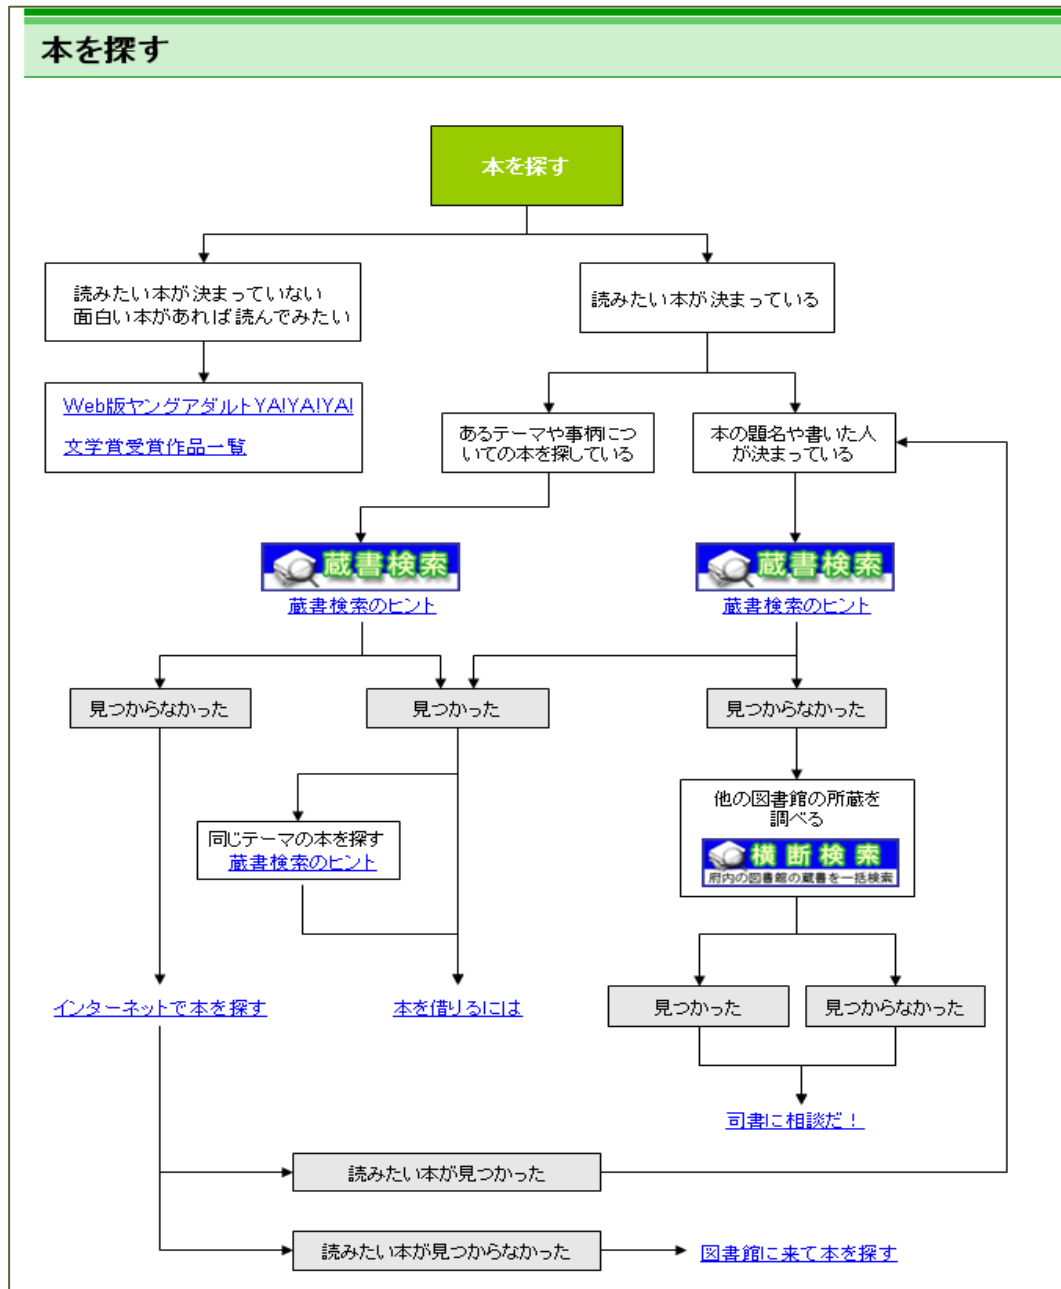 本を探す
本を探す
読みたい本が決まっていない
面白い本があれば読んでみたい
読みたい本が決まっている
Web版ヤングアダルトYA!YA!YA!
文学賞受賞作品一覧
あるテーマや事柄につ
いての本を探している
本の題名や書いた人
が決まっている
蔵書検索
蔵書検索のヒント
蔵書検索
蔵書検索のヒント
見つからなかった
見つかった
見つからなかった
同じテーマの本を探す
蔵書検索のヒント
他の図書館の所蔵を
調べる
横断検索
府内の図書館の蔵書を一括検索
インターネットで本を探す
本を借りるには
見つかった
見つからなかった
司書に相談だ！
読みたい本が見つかった
読みたい本が見つからなかった
図書館に来て本を探す